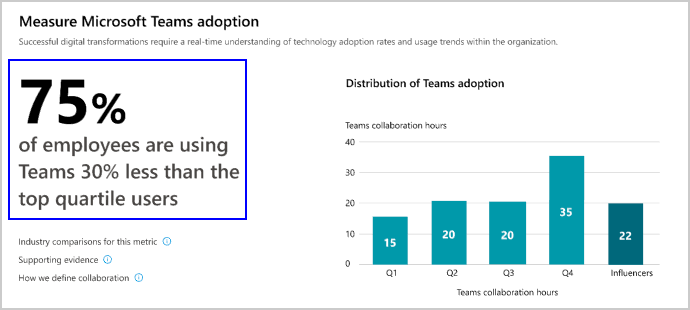 Measure Microsoft Teams adoption
Successful digital transformations require a real-time understanding of technology adoption rates and usage trends within the organization.
75%
of employees are using
Teams 30% less than the
top quartile users
Industry comparisons for this metric
Supporting evidence
How we define collaboration
Distribution of Teams adoption
Teams collaboration hours
40
30
20
10
0
15
20
20
35
22
Q1
Q2
Q3
Q4
Influencers
Teams collaboration hours